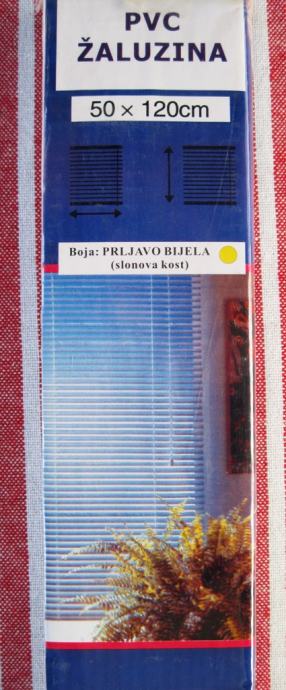 PVC
ŽALUZINA
50 × 120cm
Boja: PRLJAVO BIJELA
(slonova kost)